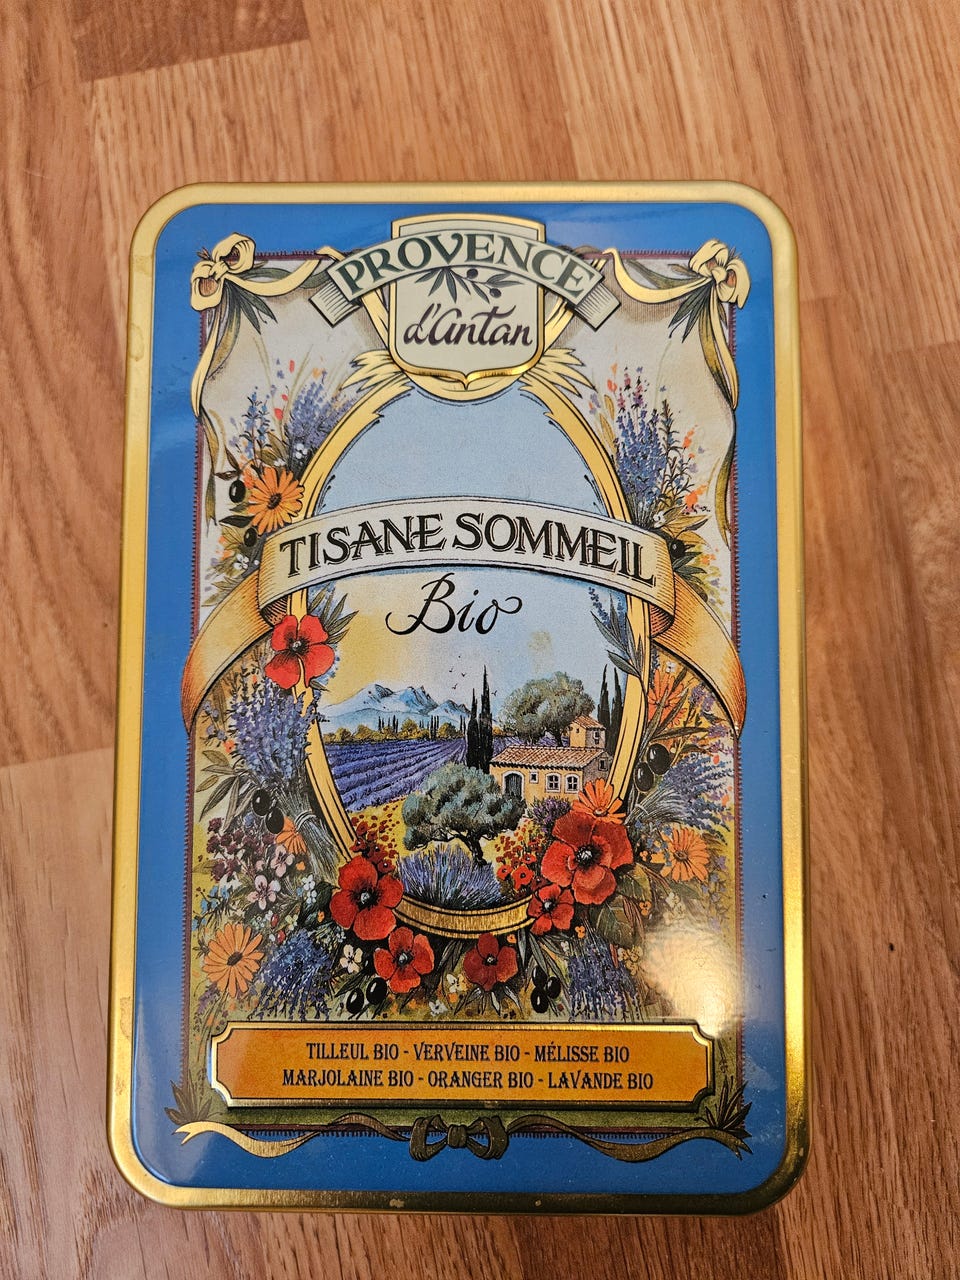 PROVENCE
d'antan
TISANE SOMMEIL
Bio
TILLEUL BIO - VERVEINE BIO - MÉLISSE BIO
MARJOLAINE BIO - ORANGER BIO - LAVANDE BIO